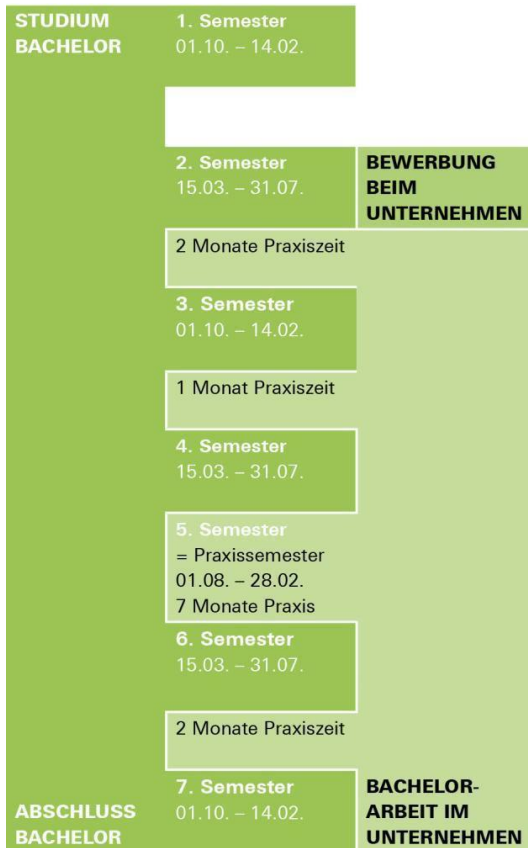 STUDIUM
BACHELOR
1. Semester
01.10. – 14.02.
2. Semester
15.03. – 31.07.
BEWERBUNG
BEIM
UNTERNEHMEN
2 Monate Praxiszeit
3. Semester
01.10. – 14.02.
1 Monat Praxiszeit
4. Semester
15.03. – 31.07.
5. Semester
= Praxissemester
01.08. – 28.02.
7 Monate Praxis
6. Semester
15.03. – 31.07.
2 Monate Praxiszeit
7. Semester
01.10. – 14.02.
ABSCHLUSS
BACHELOR
BACHELOR-
ARBEIT IM
UNTERNEHMEN